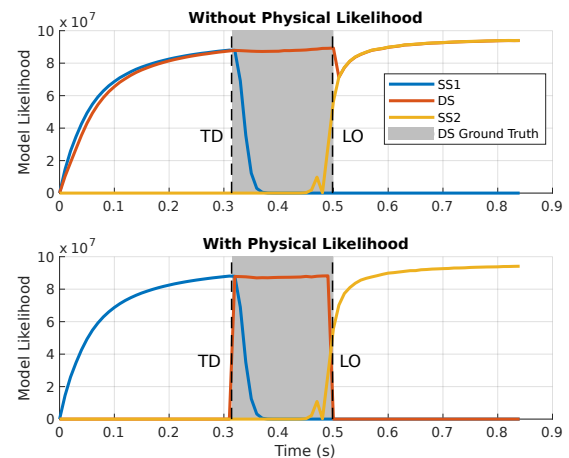 Without Physical Likelihood
10 x 10^7
8
6
4
2
0
Model Likelihood
TD
LO
SS1
DS
SS2
DS Ground Truth
0 0.1 0.2 0.3 0.4 0.5 0.6 0.7 0.8 0.9
With Physical Likelihood
10 x 10^7
8
6
4
2
0
Model Likelihood
TD
LO
0 0.1 0.2 0.3 0.4 0.5 0.6 0.7 0.8 0.9
Time (s)